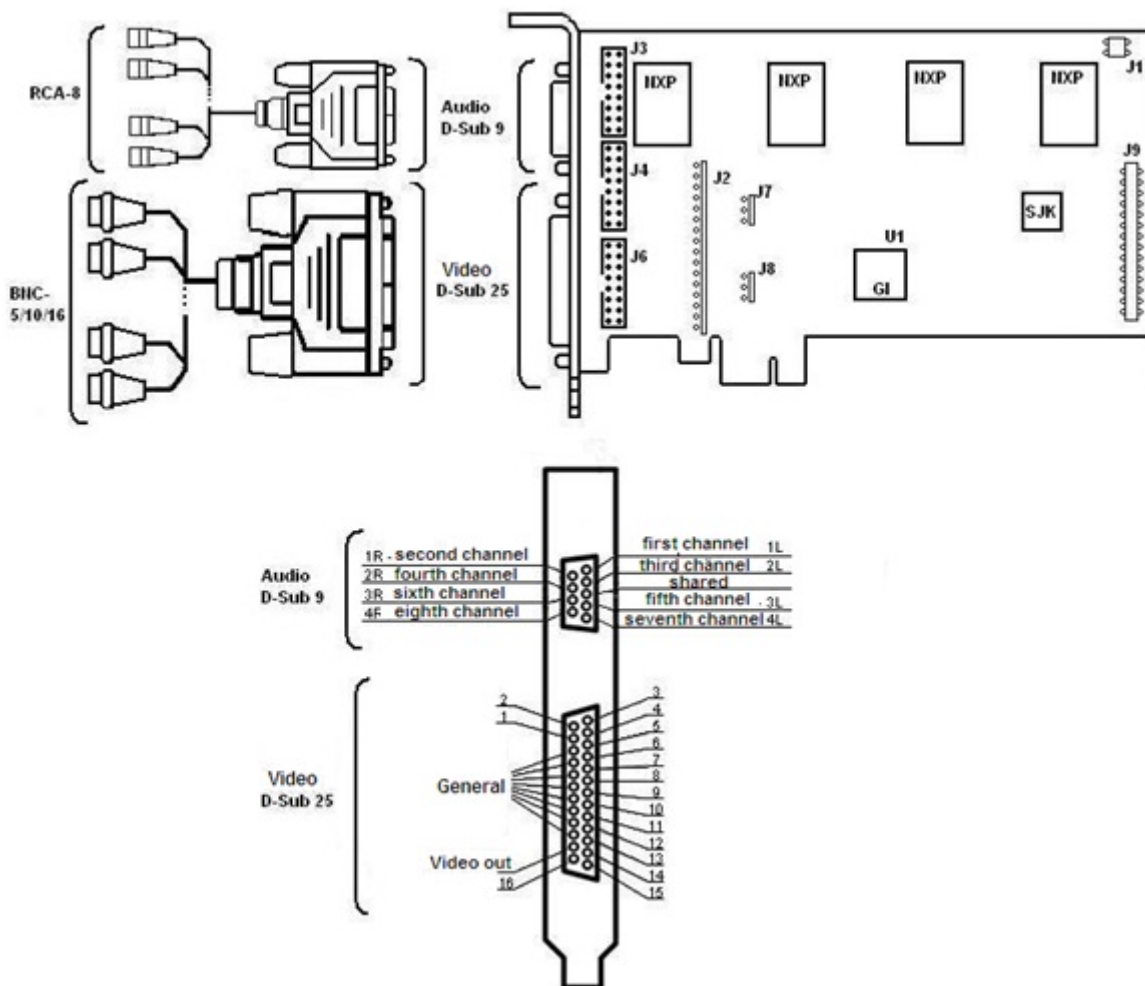 RCA-8
Audio
D-Sub 9
BNC-
5/10/16
Video
D-Sub 25
J3
NXP
NXP
NXP
NXP
J1
J4
J2
J7
J9
SJK
J6
J8
U1
GI
Audio
D-Sub 9
1R - second channel
2R fourth channel
3R sixth channel
4R eighth channel
first channel 1L
third channel 2L
shared
fifth channel 3L
seventh channel 4L
Video
D-Sub 25
2
1
General
Video out
16
3
4
5
6
7
8
9
10
11
12
13
14
15